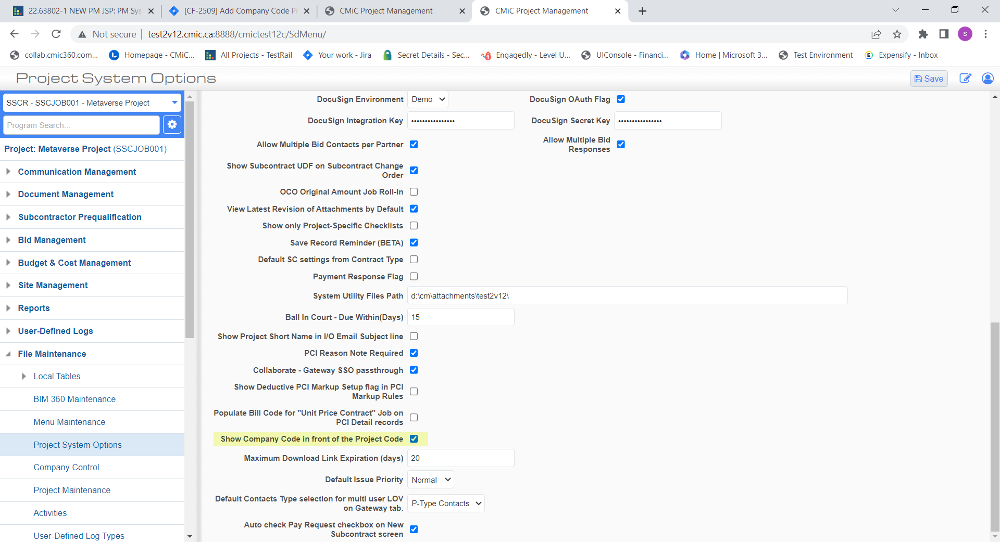 22.63802-1 NEW PM JSP: PM Sys
[CF-2509] Add Company Code Pr
CMiC Project Management
CMiC Project Management
Not secure
test2v12.cmic.ca:8888/cmictest12c/SdMenu/
s
collab.cmic360.com...
Homepage - CMiC...
All Projects - TestRail
Your work - Jira
Secret Details - Sec...
Engagedly - Level U...
UIConsole - Financi...
Home | Microsoft 3...
Test Environment
Expensify - Inbox
Project System Options
Save
SSCR - SSCJOB001 - Metaverse Project
Program Search...
Project: Metaverse Project (SSCJOB001)
Communication Management
Document Management
Subcontractor Prequalification
Bid Management
Budget & Cost Management
Site Management
Reports
User-Defined Logs
File Maintenance
Local Tables
BIM 360 Maintenance
Menu Maintenance
Project System Options
Company Control
Project Maintenance
Activities
User-Defined Log Types
DocuSign Environment Demo DocuSign OAuth Flag
DocuSign Integration Key •••••••••••••••• DocuSign Secret Key ••••••••••••••••
Allow Multiple Bid Contacts per Partner
Allow Multiple Bid
Responses
Show Subcontract UDF on Subcontract Change
Order
OCO Original Amount Job Roll-In
View Latest Revision of Attachments by Default
Show only Project-Specific Checklists
Save Record Reminder (BETA)
Default SC settings from Contract Type
Payment Response Flag
System Utility Files Path d:\cm\attachments\test2v12\
Ball In Court - Due Within(Days) 15
Show Project Short Name in I/O Email Subject line
PCI Reason Note Required
Collaborate - Gateway SSO passthrough
Show Deductive PCI Markup Setup flag in PCI
Markup Rules
Populate Bill Code for "Unit Price Contract" Job on
PCI Detail records
Show Company Code in front of the Project Code
Maximum Download Link Expiration (days) 20
Default Issue Priority Normal
Default Contacts Type selection for multi user LOV
on Gateway tab. P-Type Contacts
Auto check Pay Request checkbox on New
Subcontract screen